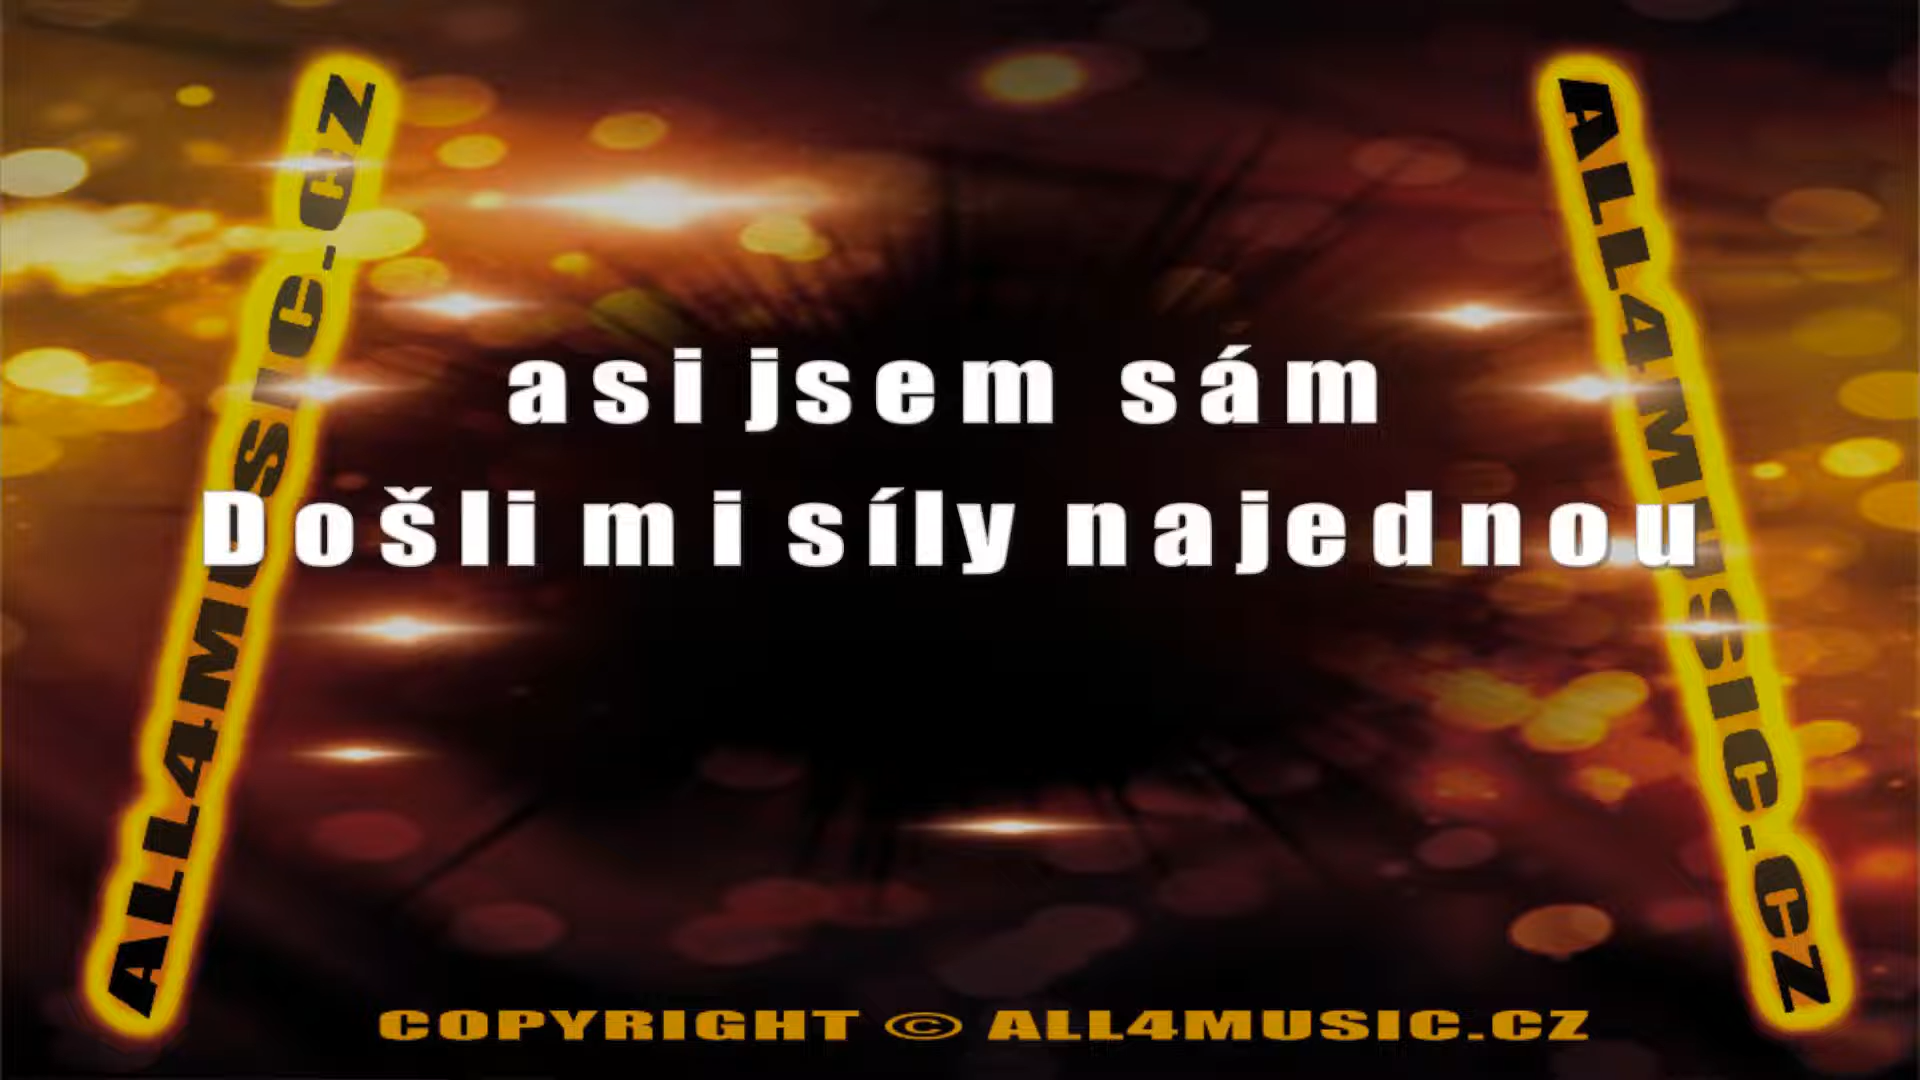 ALL4MUSIC.CZ
ALL4MUSIC.CZ
asi jsem sám
Došli mi síly najednou
COPYRIGHT © ALL4MUSIC.CZ